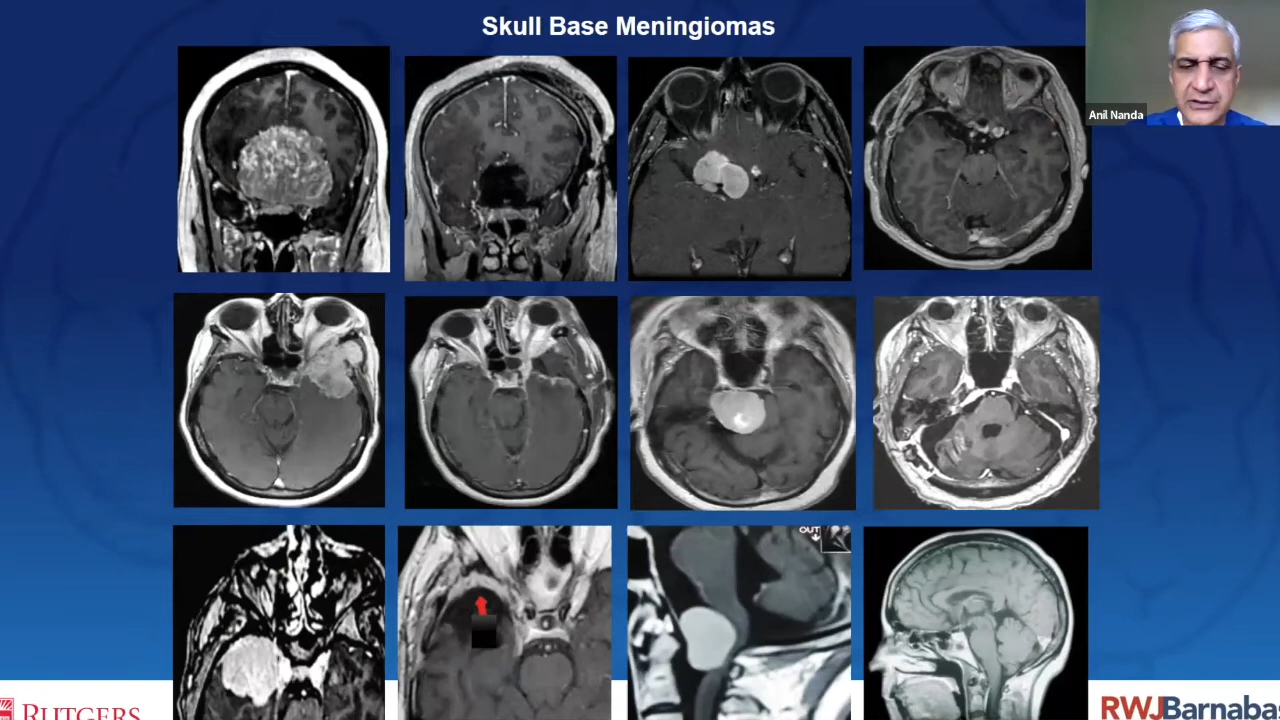 Skull Base Meningiomas
Anil Nanda
OUT
RUTGERS
RWJBarnabas